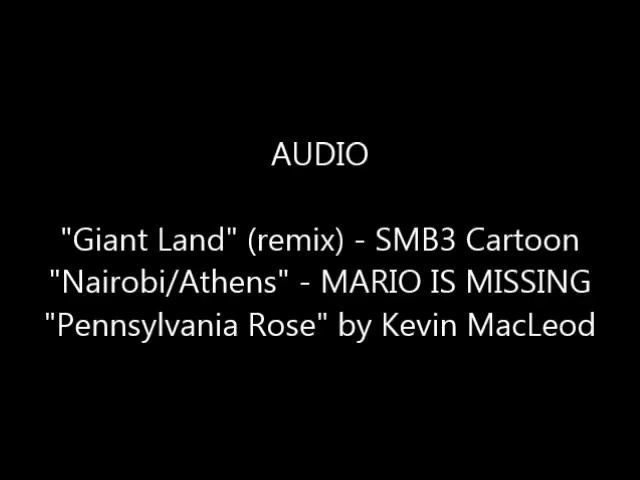 AUDIO
"Giant Land" (remix) - SMB3 Cartoon
"Nairobi/Athens" - MARIO IS MISSING
"Pennsylvania Rose" by Kevin MacLeod